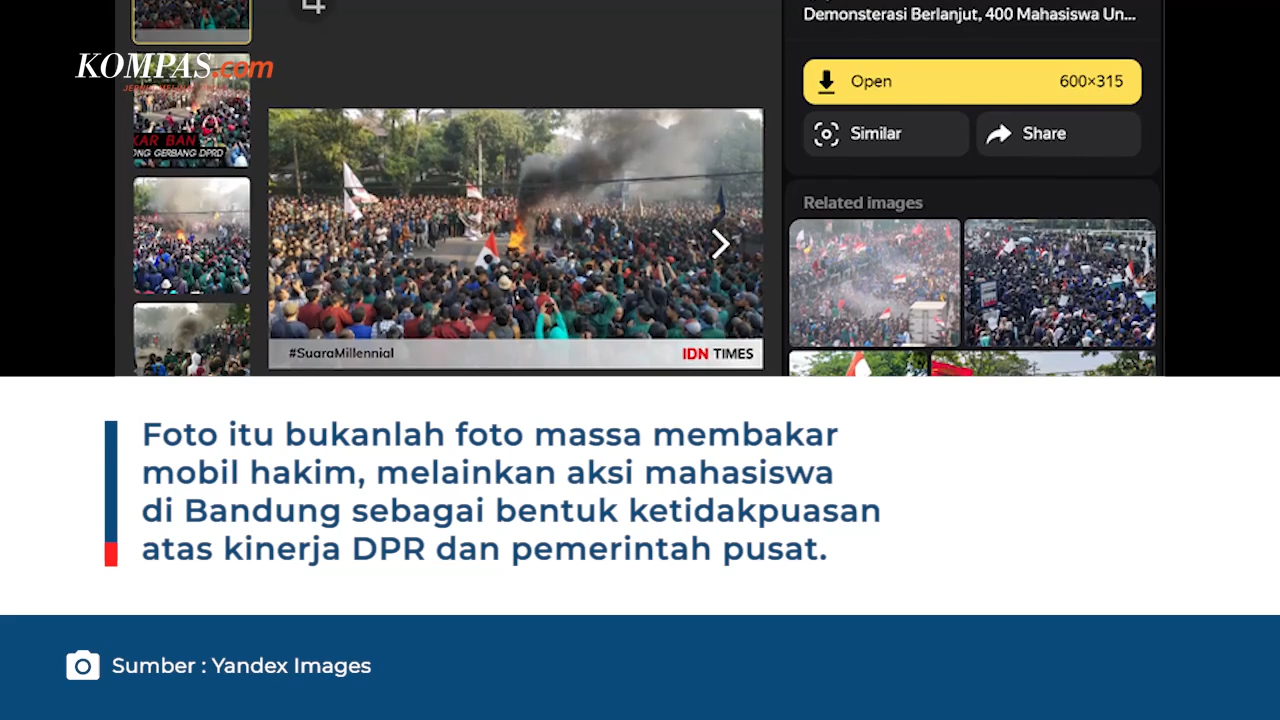 Demonsterasi Berlanjut, 400 Mahasiswa Un...
KOMPAS.com
Open 600×315
Similar Share
KAR BAN
ONG GERBANG DPRD
Related images
#SuaraMillennial IDN TIMES
Foto itu bukanlah foto massa membakar
mobil hakim, melainkan aksi mahasiswa
di Bandung sebagai bentuk ketidakpuasan
atas kinerja DPR dan pemerintah pusat.
Sumber : Yandex Images